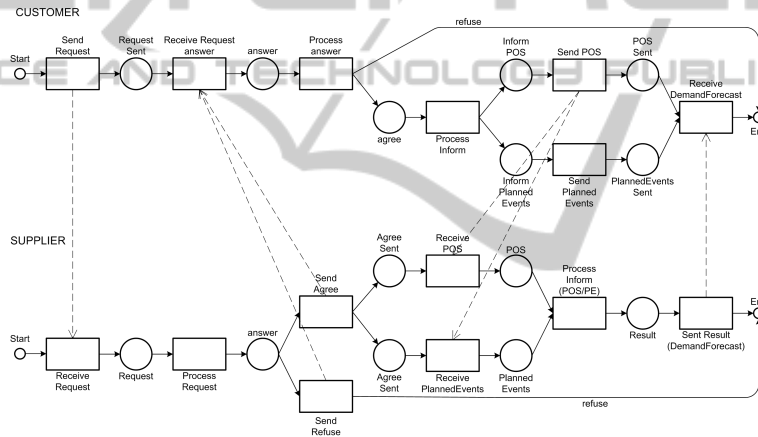 CUSTOMER
refuse
Start
Send
Request
Request
Sent
Receive Request
answer
answer
Process
answer
Inform
POS
Send POS
POS
Sent
Receive
DemandForecast
agree
Process
Inform
Inform
Planned
Events
Send
Planned
Events
PlannedEvents
Sent
SUPPLIER
Start
Receive
Request
Request
Process
Request
answer
Send
Agree
Send
Refuse
Agree
Sent
Receive
POS
POS
Agree
Sent
Receive
PlannedEvents
Planned
Events
Process
Inform
(POS/PE)
Result
Sent Result
(DemandForecast)
refuse
TECHNOLOGY PUBLI